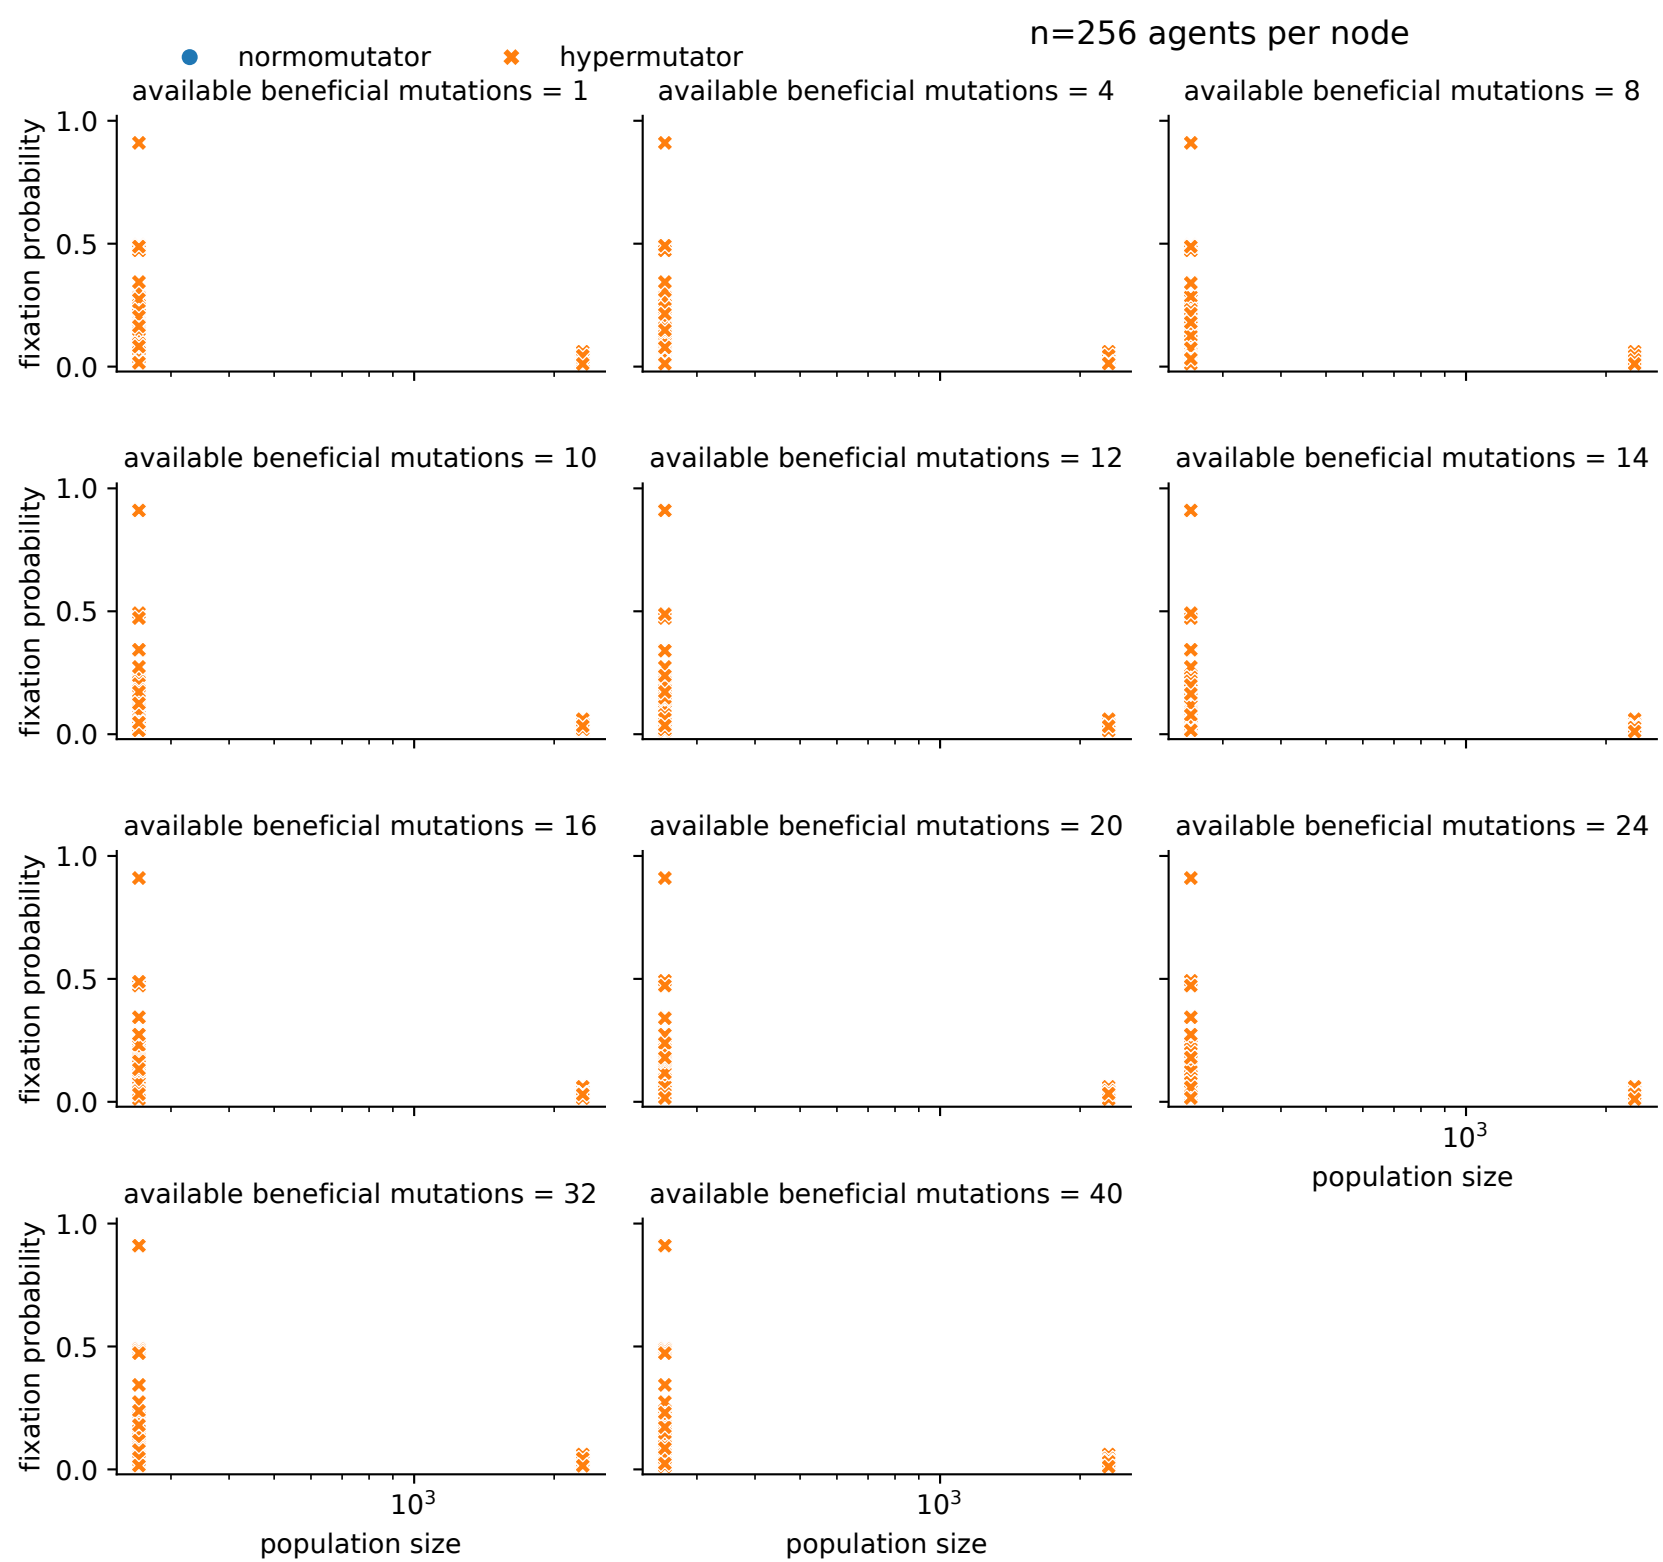 n=256 agents per node
normomutator hypermutator
available beneficial mutations = 1 available beneficial mutations = 4 available beneficial mutations = 8
fixation probability
1.0
0.5
0.0
available beneficial mutations = 10 available beneficial mutations = 12 available beneficial mutations = 14
fixation probability
1.0
0.5
0.0
available beneficial mutations = 16 available beneficial mutations = 20 available beneficial mutations = 24
fixation probability
1.0
0.5
0.0
10³
population size
available beneficial mutations = 32 available beneficial mutations = 40
fixation probability
1.0
0.5
0.0
10³ 10³
population size population size